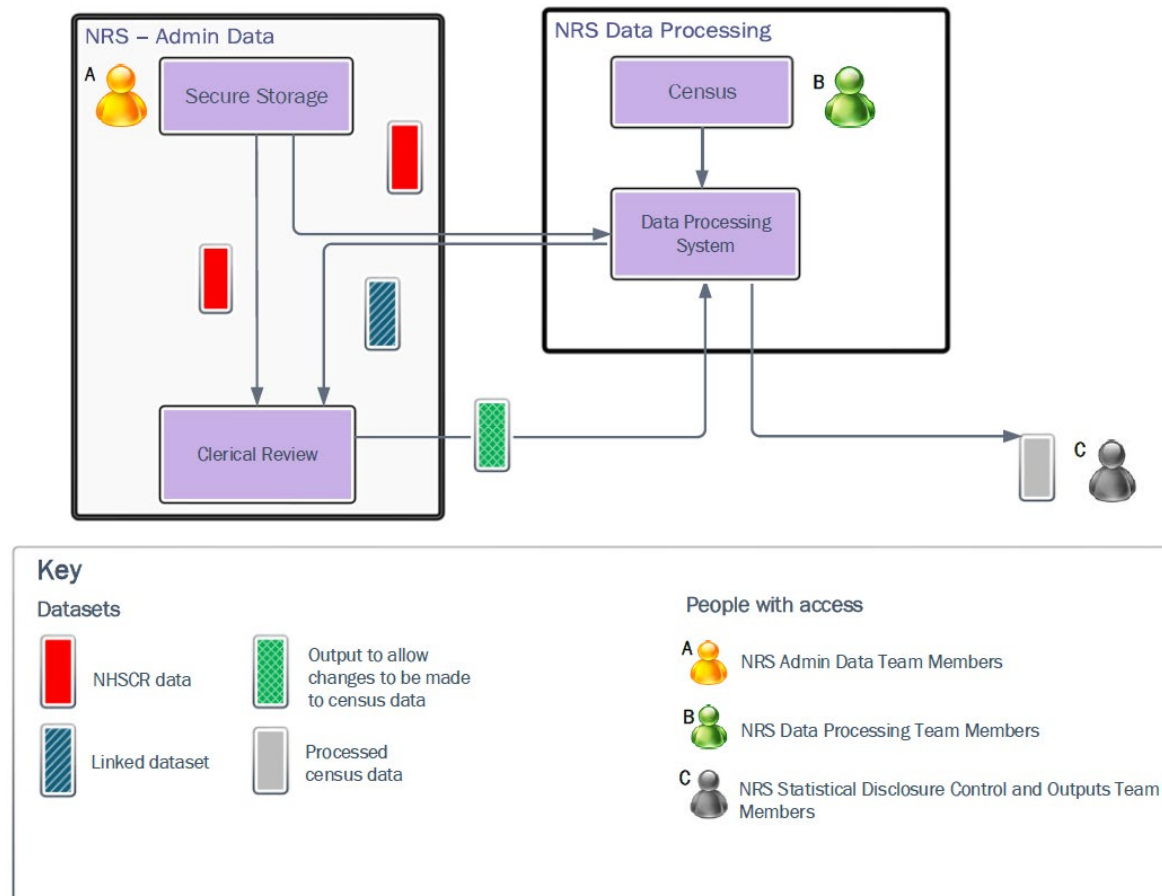 NRS – Admin Data
A
Secure Storage
Clerical Review
NRS Data Processing
Census
B
Data Processing
System
C
Key
Datasets
NHSCR data
Linked dataset
Output to allow
changes to be made
to census data
Processed
census data
People with access
A
NRS Admin Data Team Members
B
NRS Data Processing Team Members
C
NRS Statistical Disclosure Control and Outputs Team
Members